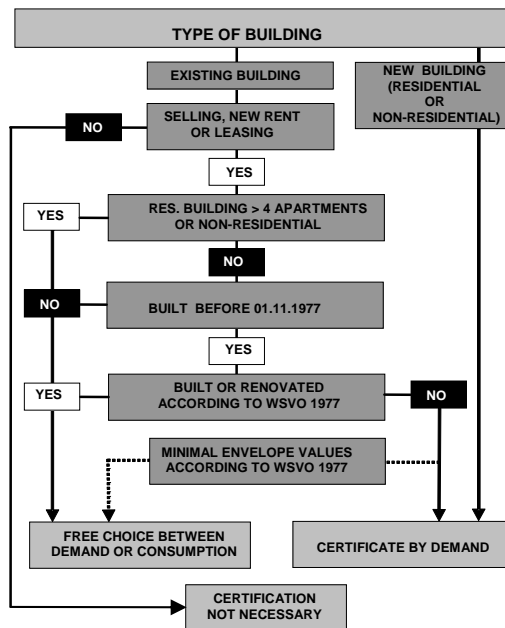 TYPE OF BUILDING
EXISTING BUILDING
NEW BUILDING
(RESIDENTIAL
OR
NON-RESIDENTIAL)
SELLING, NEW RENT
OR LEASING
NO
YES
RES. BUILDING > 4 APARTMENTS
OR NON-RESIDENTIAL
YES
NO
BUILT BEFORE 01.11.1977
NO
YES
BUILT OR RENOVATED
ACCORDING TO WSVO 1977
YES
NO
MINIMAL ENVELOPE VALUES
ACCORDING TO WSVO 1977
FREE CHOICE BETWEEN
DEMAND OR CONSUMPTION
CERTIFICATE BY DEMAND
CERTIFICATION
NOT NECESSARY